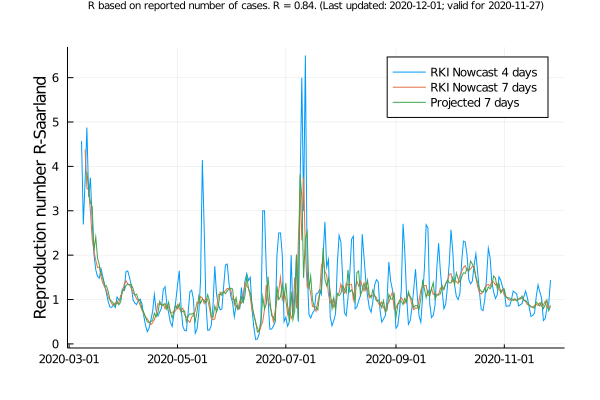 R based on reported number of cases. R = 0.84. (Last updated: 2020-12-01; valid for 2020-11-27)
Reproduction number R-Saarland
6
5
4
3
2
1
0
RKI Nowcast 4 days
RKI Nowcast 7 days
Projected 7 days
2020-03-01 2020-05-01 2020-07-01 2020-09-01 2020-11-01